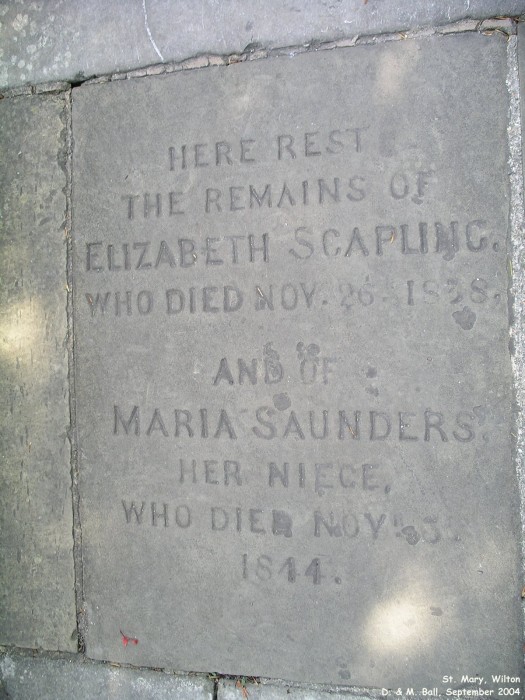 HERE REST
THE REMAINS OF
ELIZABETH SCAPLING.
WHO DIED NOV. 26. 1838.
AND OF
MARIA SAUNDERS.
HER NIECE,
WHO DIED NOV.
1844.
St. Mary, Wilton
D. & M. Ball, September 2004